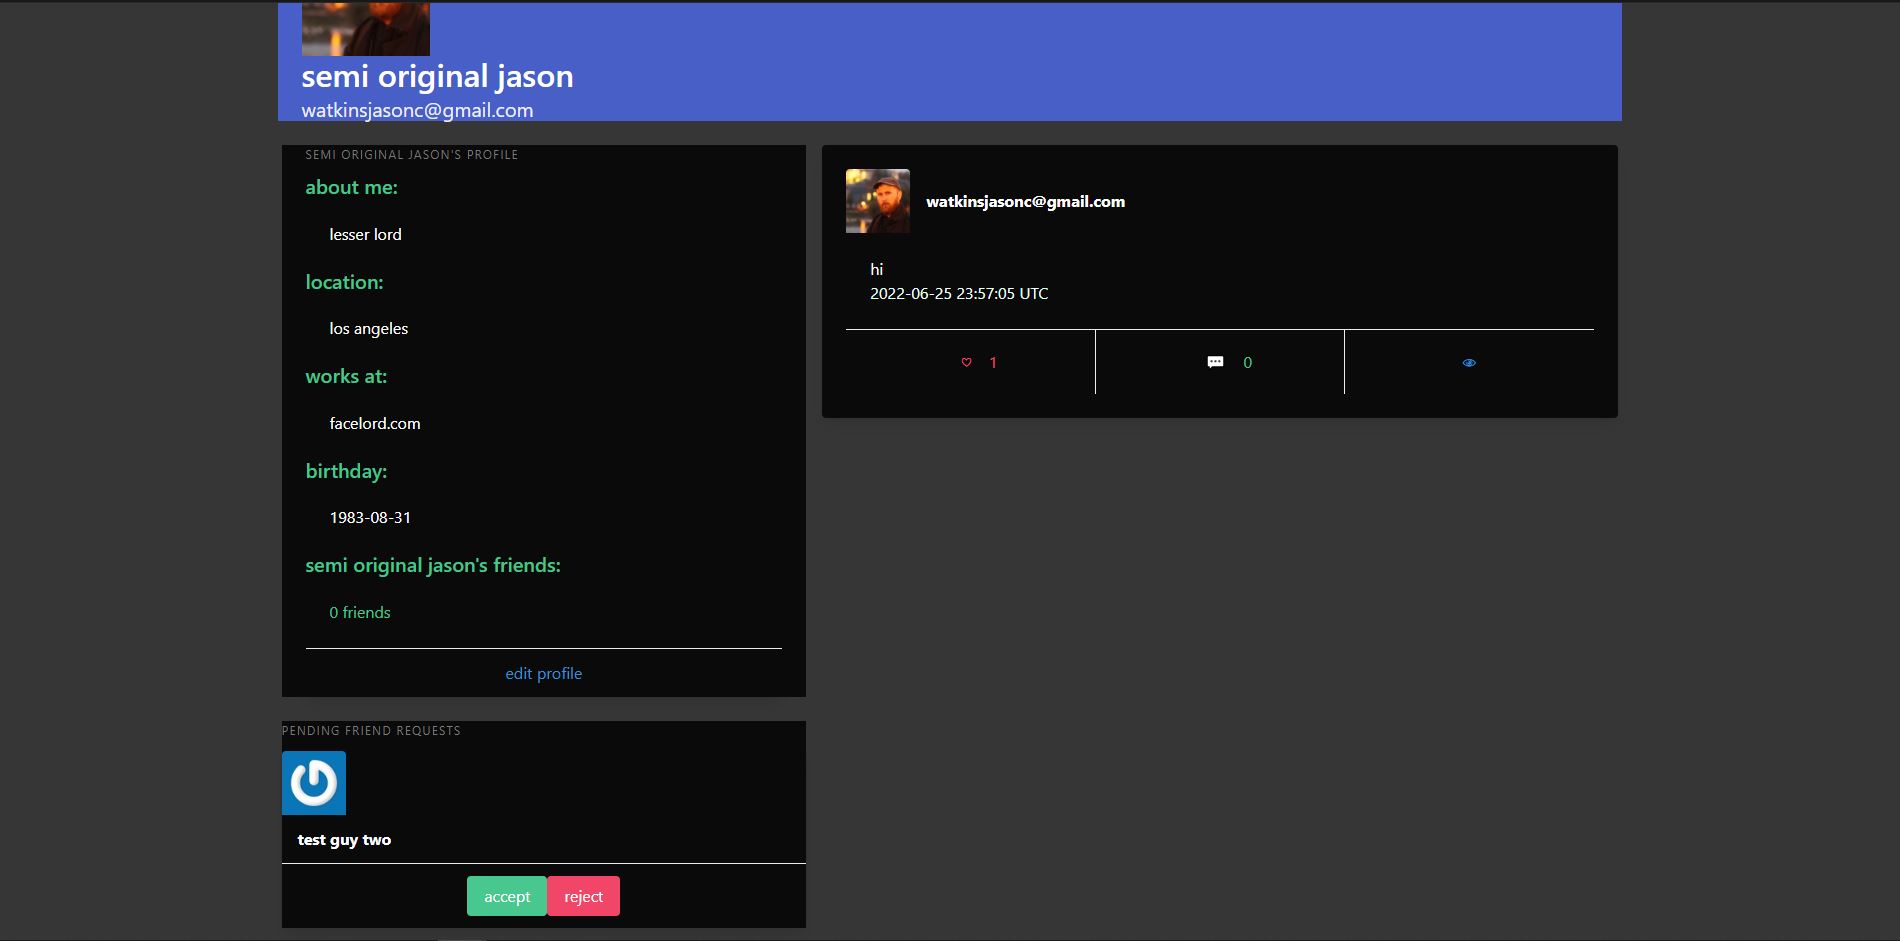 semi original jason
watkinsjasonc@gmail.com
SEMI ORIGINAL JASON'S PROFILE
about me:
lesser lord
location:
los angeles
works at:
facelord.com
birthday:
1983-08-31
semi original jason's friends:
0 friends
edit profile
PENDING FRIEND REQUESTS
test guy two
accept reject
watkinsjasonc@gmail.com
hi
2022-06-25 23:57:05 UTC
1 0